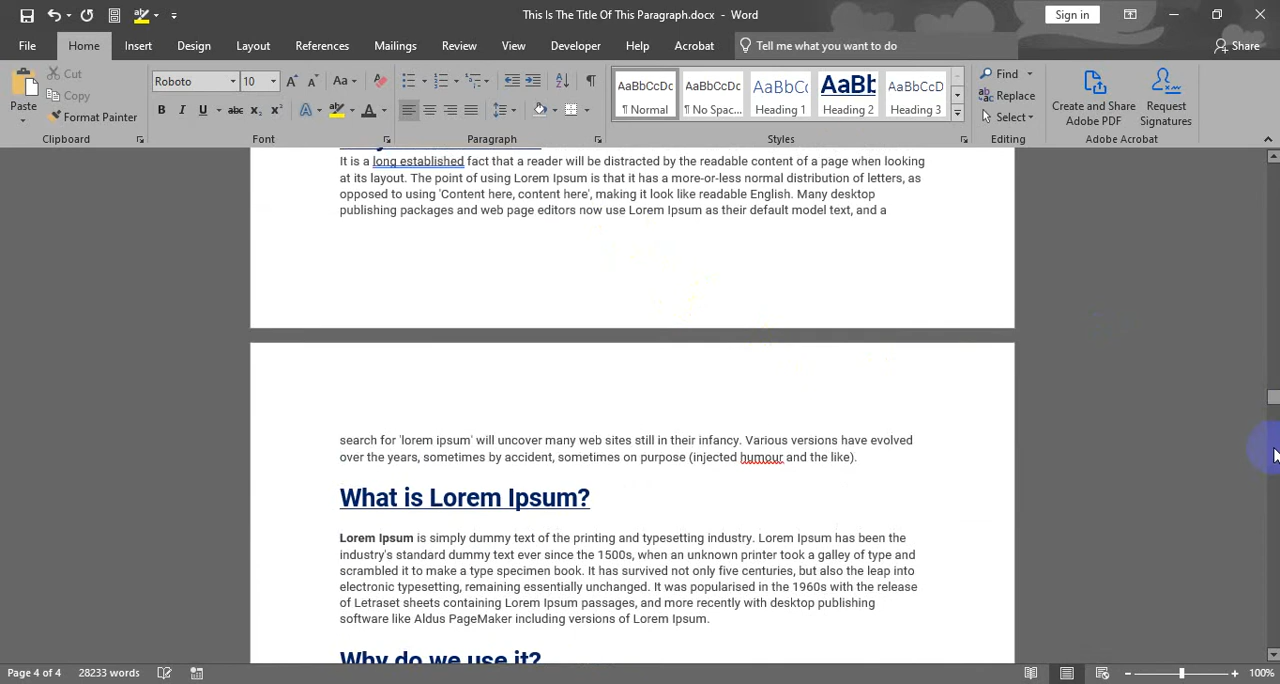 This Is The Title Of This Paragraph.docx - Word
Sign in
File Home Insert Design Layout References Mailings Review View Developer Help Acrobat Tell me what you want to do Share
Paste
Cut
Copy
Format Painter
Clipboard
Roboto 10
Font
Paragraph
AaBbCcDc AaBbCcDc AaBbCc AaBb AaBbCcD
¶ Normal ¶ No Spac... Heading 1 Heading 2 Heading 3
Styles
Find
Replace
Select
Editing
Create and Share Adobe PDF
Request Signatures
Adobe Acrobat
It is a long established fact that a reader will be distracted by the readable content of a page when looking
at its layout. The point of using Lorem Ipsum is that it has a more-or-less normal distribution of letters, as
opposed to using 'Content here, content here', making it look like readable English. Many desktop
publishing packages and web page editors now use Lorem Ipsum as their default model text, and a
search for 'lorem ipsum' will uncover many web sites still in their infancy. Various versions have evolved
over the years, sometimes by accident, sometimes on purpose (injected humour and the like).
What is Lorem Ipsum?
Lorem Ipsum is simply dummy text of the printing and typesetting industry. Lorem Ipsum has been the
industry's standard dummy text ever since the 1500s, when an unknown printer took a galley of type and
scrambled it to make a type specimen book. It has survived not only five centuries, but also the leap into
electronic typesetting, remaining essentially unchanged. It was popularised in the 1960s with the release
of Letraset sheets containing Lorem Ipsum passages, and more recently with desktop publishing
software like Aldus PageMaker including versions of Lorem Ipsum.
Why do we use it?
Page 4 of 4 28233 words 100%